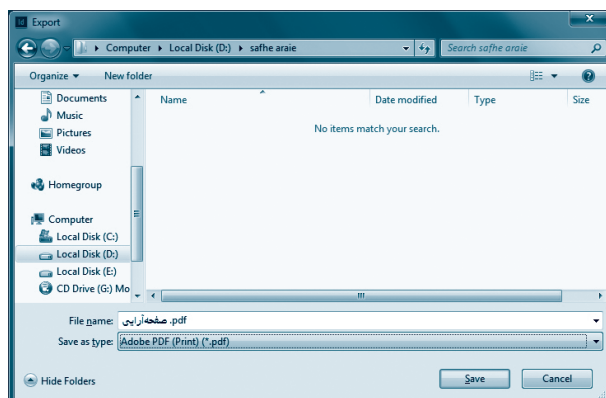 Id Export
Computer Local Disk (D:) safhe araie Search safhe araie
Organize New folder
Documents Name Date modified Type Size
Music
Pictures No items match your search.
Videos
Homegroup
Computer
Local Disk (C:)
Local Disk (D:)
Local Disk (E:)
CD Drive (G:) Mo
File name: صفحه‌آرایی .pdf
Save as type: Adobe PDF (Print) (*.pdf)
Hide Folders Save Cancel